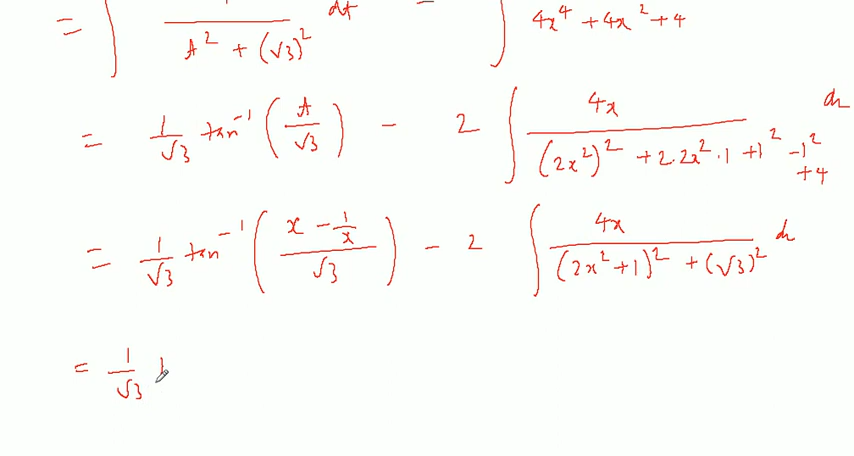 = ∫ 1/(t² + (√3)²) dt − ∫ /(4x⁴ + 4x² + 4)
= 1/√3 tan⁻¹(t/√3) − 2 ∫ 4x/((2x²)² + 2·2x²·1 + 1² − 1² + 4) dx
= 1/√3 tan⁻¹((x − 1/x)/√3) − 2 ∫ 4x/((2x² + 1)² + (√3)²) dx
= 1/√3